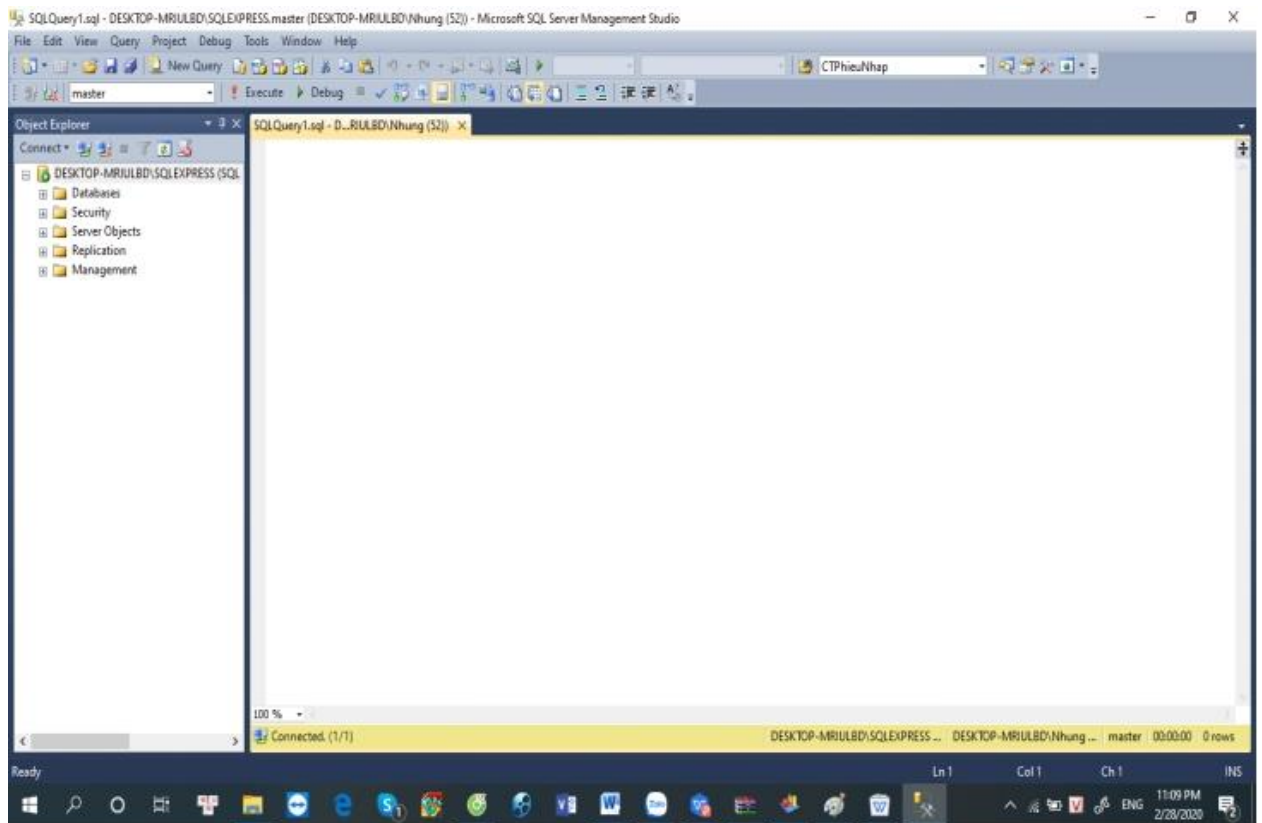 SQLQuery1.sql - DESKTOP-MRIULBD\SQLEXPRESS.master (DESKTOP-MRIULBD\Nhung (52)) - Microsoft SQL Server Management Studio
File Edit View Query Project Debug Tools Window Help
New Query CTPhieuNhap
master Execute Debug
Object Explorer SQLQuery1.sql - D...RIULBD\Nhung (52))
Connect
DESKTOP-MRIULBD\SQLEXPRESS (SQL
Databases
Security
Server Objects
Replication
Management
100 %
Connected. (1/1) DESKTOP-MRIULBD\SQLEXPRESS ... DESKTOP-MRIULBD\Nhung ... master 00:00:00 0 rows
Ready Ln 1 Col 1 Ch 1 INS
ENG 11:09 PM
2/28/2020